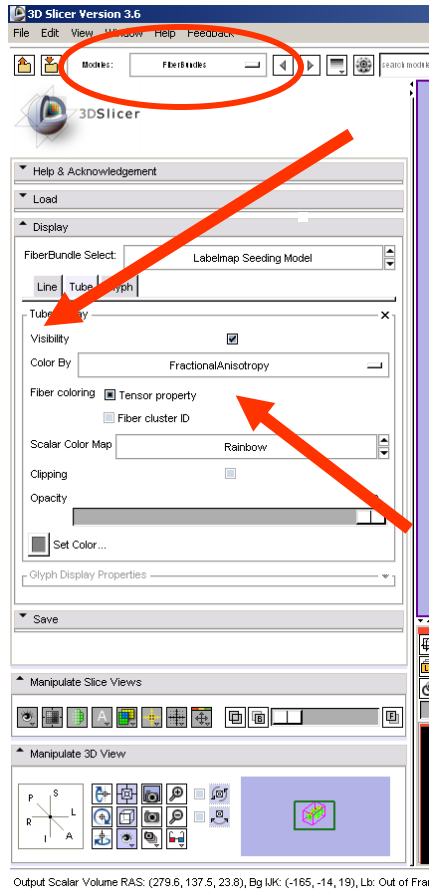 3D Slicer Version 3.6
File Edit View Window Help Feedback
Modules: FiberBundles search module
3DSlicer
Help & Acknowledgement
Load
Display
FiberBundle Select: Labelmap Seeding Model
Line Tube Glyph
Visibility
Color By FractionalAnisotropy
Fiber coloring Tensor property
Fiber cluster ID
Scalar Color Map Rainbow
Clipping
Opacity
Set Color...
Glyph Display Properties
Save
Manipulate Slice Views
A B F
Manipulate 3D View
P S
R L
I A
Output Scalar Volume RAS: (279.6, 137.5, 23.8), Bg IJK: (-165, -14, 19), Lb: Out of Fra